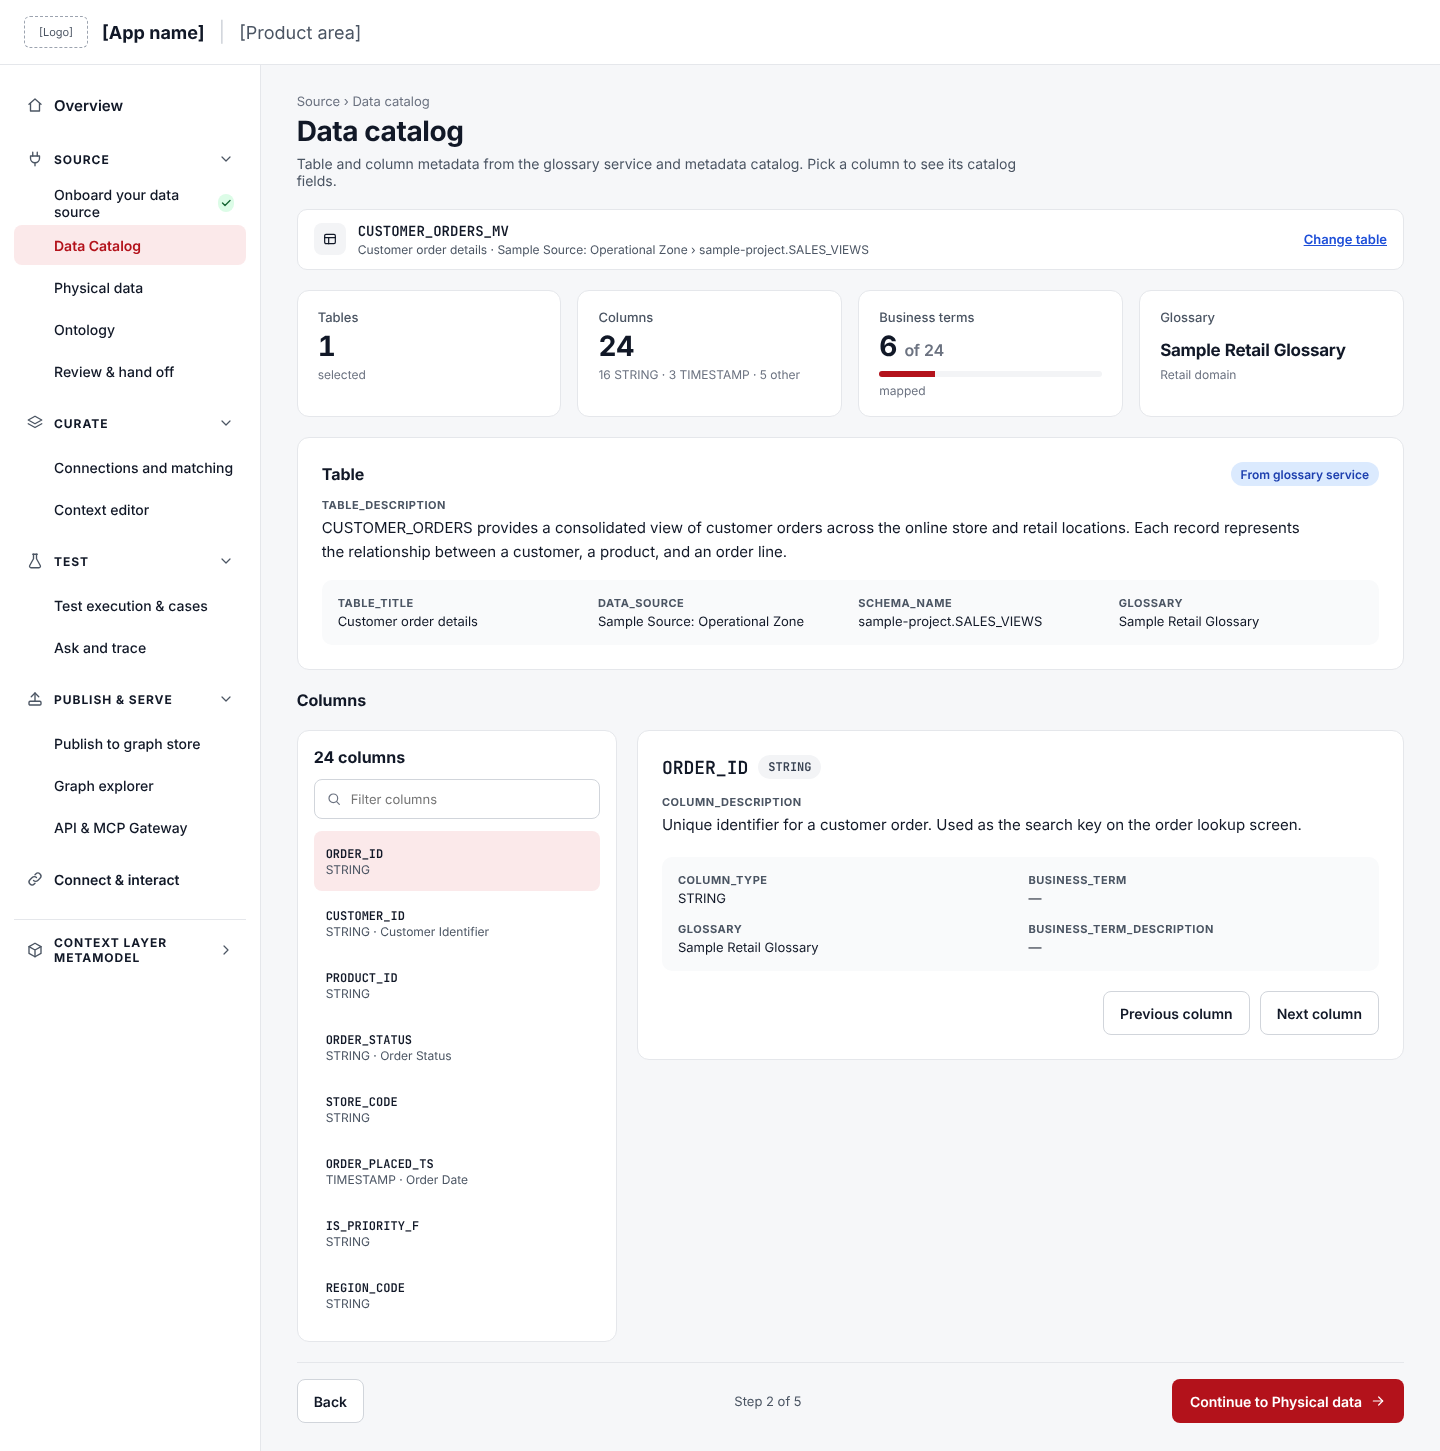 [Logo]
[App name]
[Product area]
Overview
SOURCE
Onboard your data
source
Data Catalog
Physical data
Ontology
Review & hand off
CURATE
Connections and matching
Context editor
TEST
Test execution & cases
Ask and trace
PUBLISH & SERVE
Publish to graph store
Graph explorer
API & MCP Gateway
Connect & interact
CONTEXT LAYER
METAMODEL
Source › Data catalog
Data catalog
Table and column metadata from the glossary service and metadata catalog. Pick a column to see its catalog
fields.
CUSTOMER_ORDERS_MV
Customer order details · Sample Source: Operational Zone › sample-project.SALES_VIEWS
Change table
Tables
1
selected
Columns
24
16 STRING · 3 TIMESTAMP · 5 other
Business terms
6 of 24
mapped
Glossary
Sample Retail Glossary
Retail domain
Table
From glossary service
TABLE_DESCRIPTION
CUSTOMER_ORDERS provides a consolidated view of customer orders across the online store and retail locations. Each record represents
the relationship between a customer, a product, and an order line.
TABLE_TITLE
Customer order details
DATA_SOURCE
Sample Source: Operational Zone
SCHEMA_NAME
sample-project.SALES_VIEWS
GLOSSARY
Sample Retail Glossary
Columns
24 columns
Filter columns
ORDER_ID
STRING
CUSTOMER_ID
STRING · Customer Identifier
PRODUCT_ID
STRING
ORDER_STATUS
STRING · Order Status
STORE_CODE
STRING
ORDER_PLACED_TS
TIMESTAMP · Order Date
IS_PRIORITY_F
STRING
REGION_CODE
STRING
ORDER_ID STRING
COLUMN_DESCRIPTION
Unique identifier for a customer order. Used as the search key on the order lookup screen.
COLUMN_TYPE
STRING
BUSINESS_TERM
—
GLOSSARY
Sample Retail Glossary
BUSINESS_TERM_DESCRIPTION
—
Previous column
Next column
Back
Step 2 of 5
Continue to Physical data →